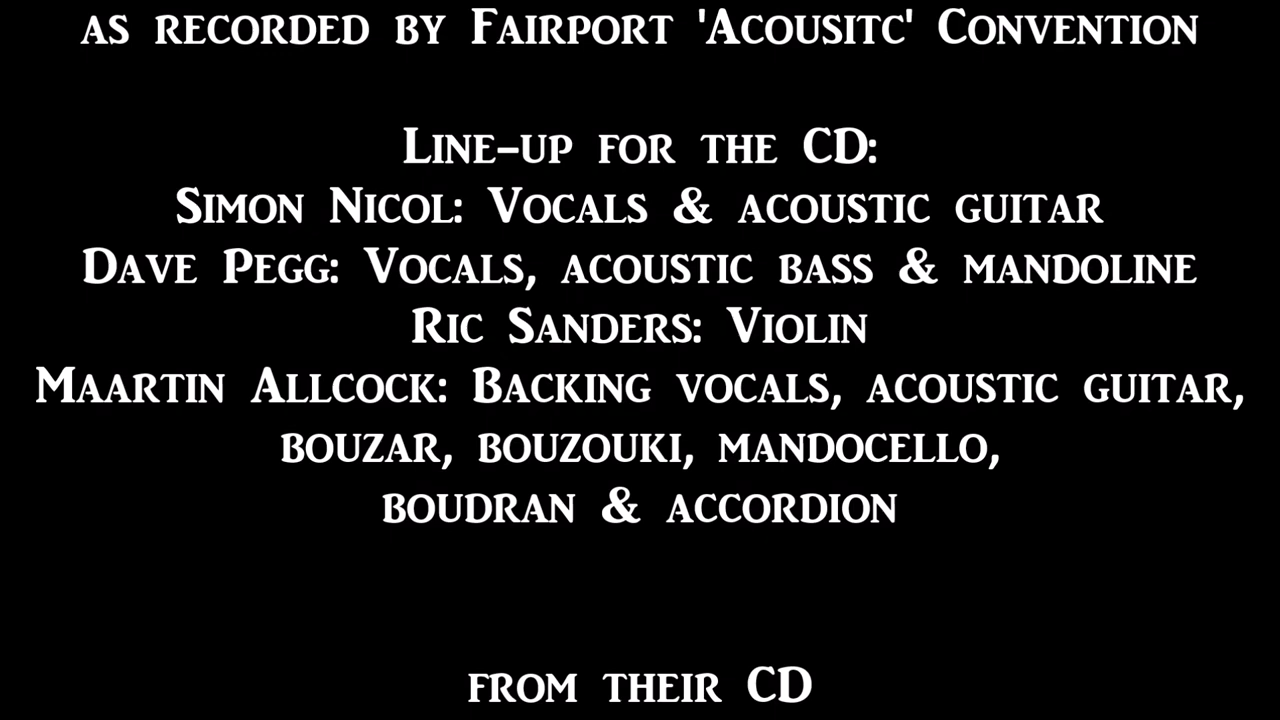 as recorded by Fairport 'Acousitc' Convention
Line-up for the CD:
Simon Nicol: Vocals & acoustic guitar
Dave Pegg: Vocals, acoustic bass & mandoline
Ric Sanders: Violin
Maartin Allcock: Backing vocals, acoustic guitar,
bouzar, bouzouki, mandocello,
boudran & accordion
from their CD